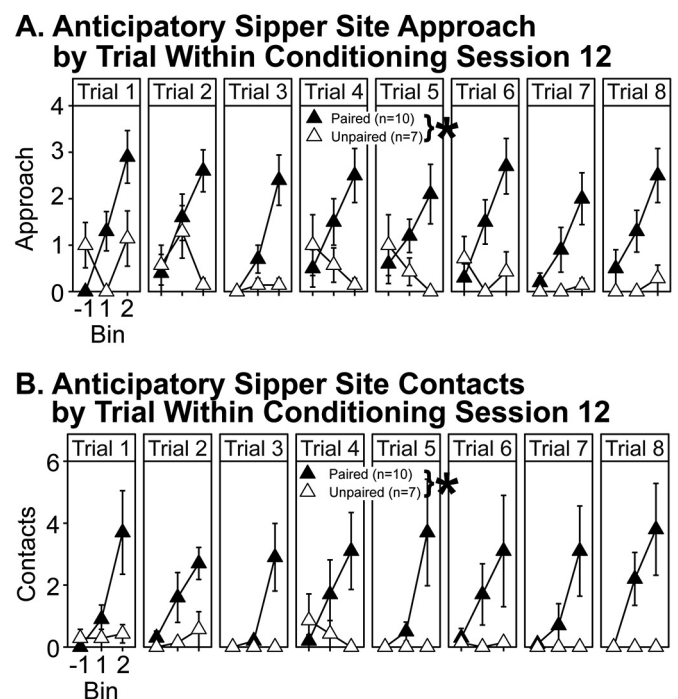 A. Anticipatory Sipper Site Approach
by Trial Within Conditioning Session 12
Trial 1 Trial 2 Trial 3 Trial 4 Trial 5 Trial 6 Trial 7 Trial 8
4
Paired (n=10)
Unpaired (n=7) } *
3
Approach
2
1
0
-1 1 2
Bin
B. Anticipatory Sipper Site Contacts
by Trial Within Conditioning Session 12
Trial 1 Trial 2 Trial 3 Trial 4 Trial 5 Trial 6 Trial 7 Trial 8
6
Paired (n=10)
Unpaired (n=7) } *
4
Contacts
2
0
-1 1 2
Bin